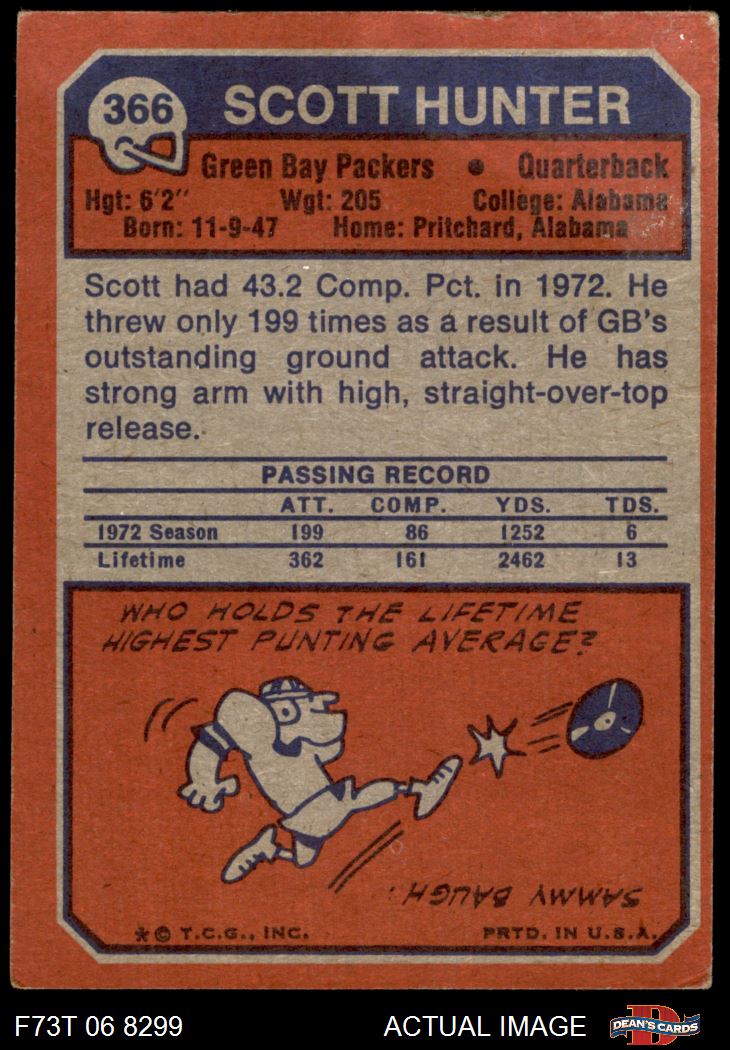 366 SCOTT HUNTER
Green Bay Packers • Quarterback
Hgt: 6'2" Wgt: 205 College: Alabama
Born: 11-9-47 Home: Pritchard, Alabama
Scott had 43.2 Comp. Pct. in 1972. He
threw only 199 times as a result of GB's
outstanding ground attack. He has
strong arm with high, straight-over-top
release.
PASSING RECORD
ATT. COMP. YDS. TDS.
1972 Season 199 86 1252 6
Lifetime 362 161 2462 13
WHO HOLDS THE LIFETIME
HIGHEST PUNTING AVERAGE?
SAMMY BAUGH.
* © T.C.G., INC. PRTD. IN U.S.A.
F73T 06 8299 ACTUAL IMAGE D DEAN'S CARDS